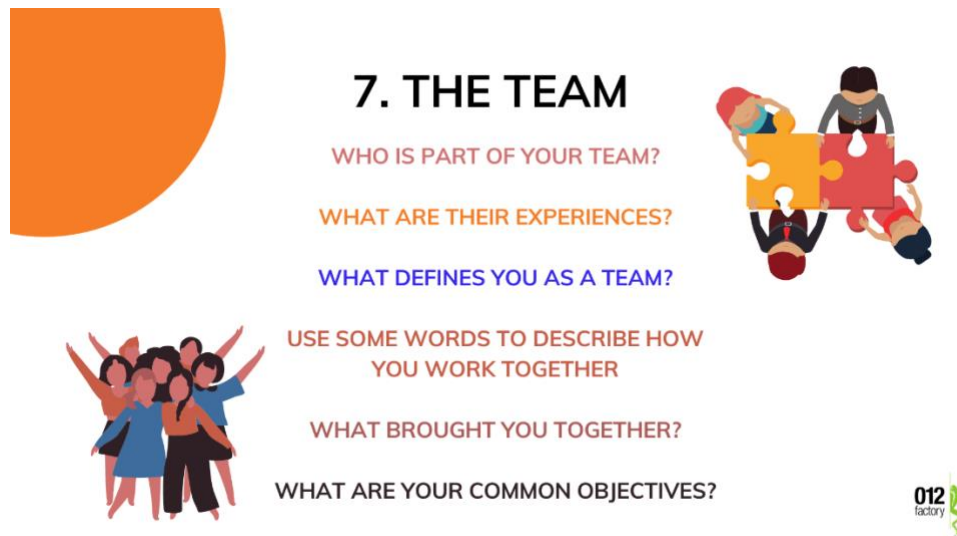 7. THE TEAM
WHO IS PART OF YOUR TEAM?
WHAT ARE THEIR EXPERIENCES?
WHAT DEFINES YOU AS A TEAM?
USE SOME WORDS TO DESCRIBE HOW
YOU WORK TOGETHER
WHAT BROUGHT YOU TOGETHER?
WHAT ARE YOUR COMMON OBJECTIVES?
012
factory